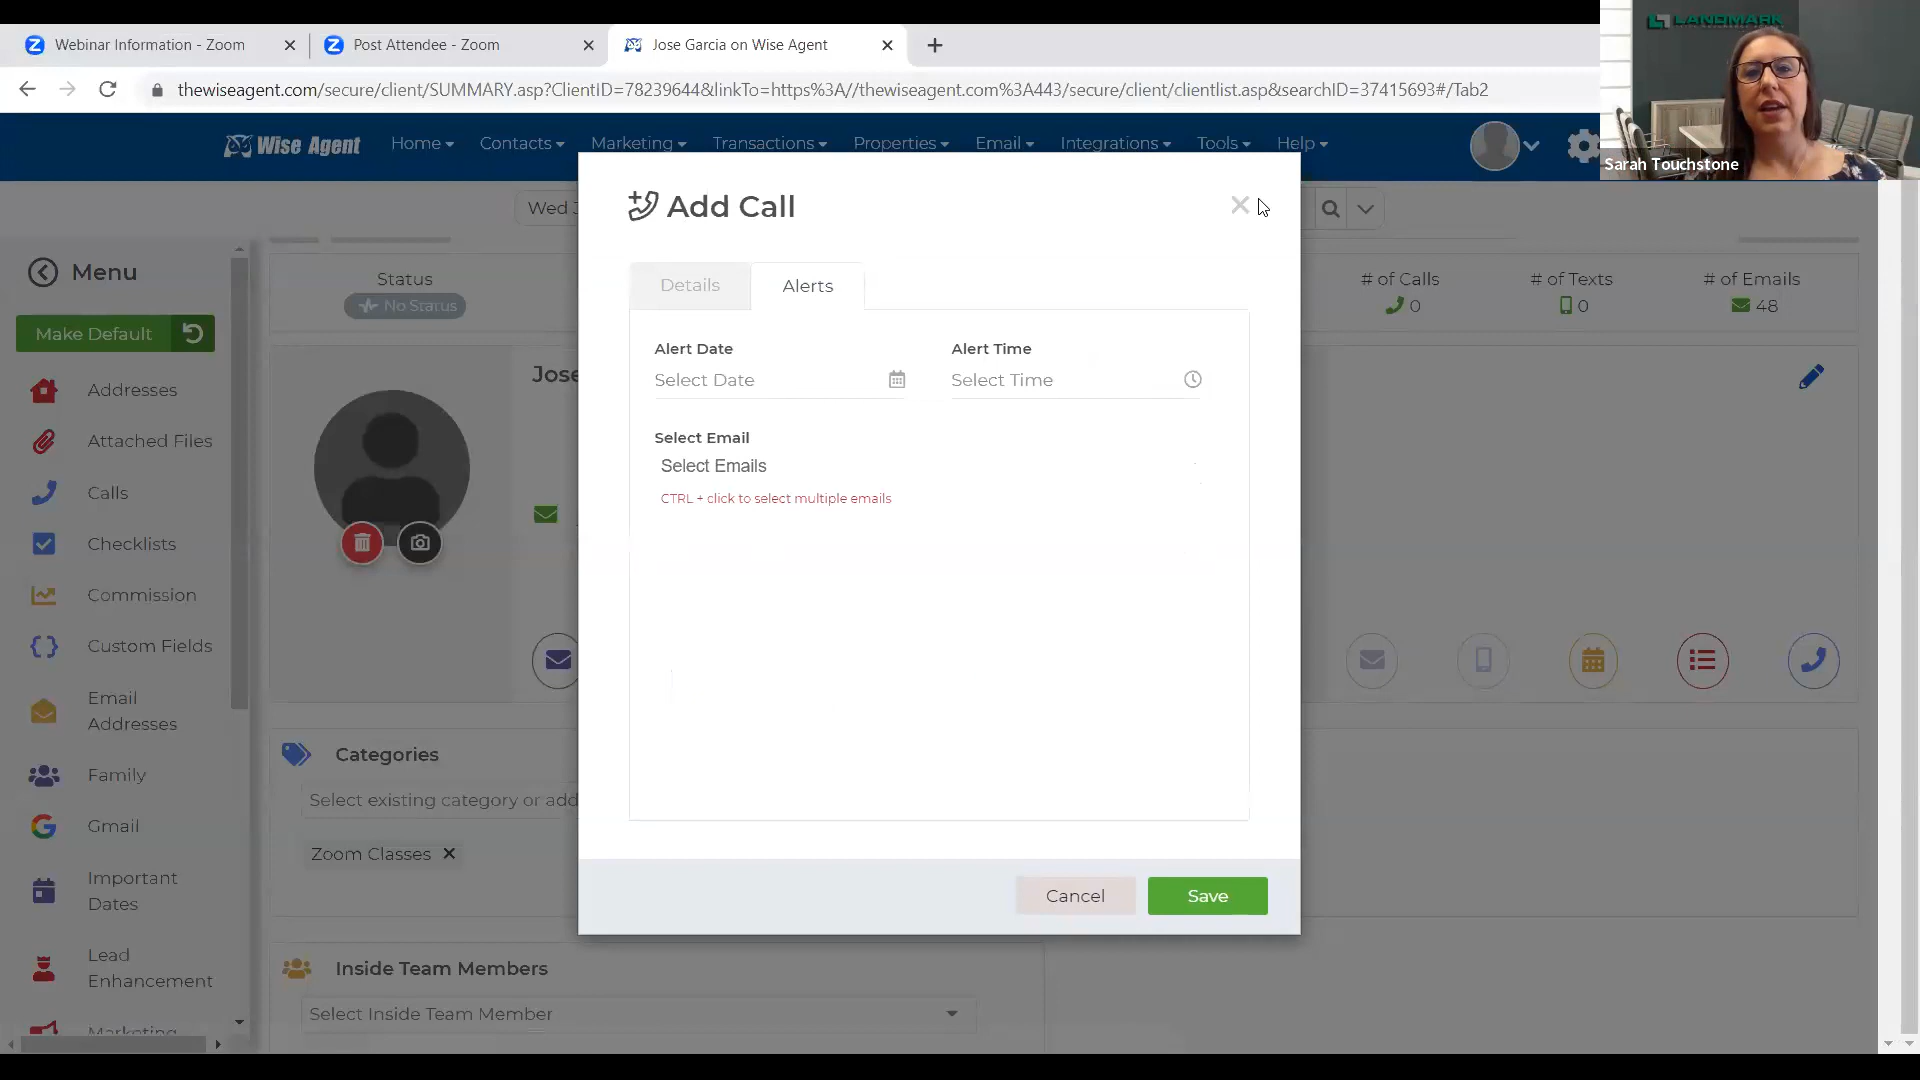 Webinar Information - Zoom
Post Attendee - Zoom
Jose Garcia on Wise Agent
thewiseagent.com/secure/client/SUMMARY.asp?ClientID=78239644&linkTo=https%3A//thewiseagent.com%3A443/secure/client/clientlist.asp&searchID=37415693#/Tab2
LANDMARK
Sarah Touchstone
Wise Agent
Home
Contacts
Marketing
Transactions
Properties
Email
Integrations
Tools
Help
Wed J
Menu
Make Default
Addresses
Attached Files
Calls
Checklists
Commission
Custom Fields
Email
Addresses
Family
Gmail
Important
Dates
Lead
Enhancement
Marketing
Status
No Status
# of Calls
0
# of Texts
0
# of Emails
48
Jose
Categories
Select existing category or add
Zoom Classes
Inside Team Members
Select Inside Team Member
Add Call
Details
Alerts
Alert Date
Select Date
Alert Time
Select Time
Select Email
Select Emails
CTRL + click to select multiple emails
Cancel
Save